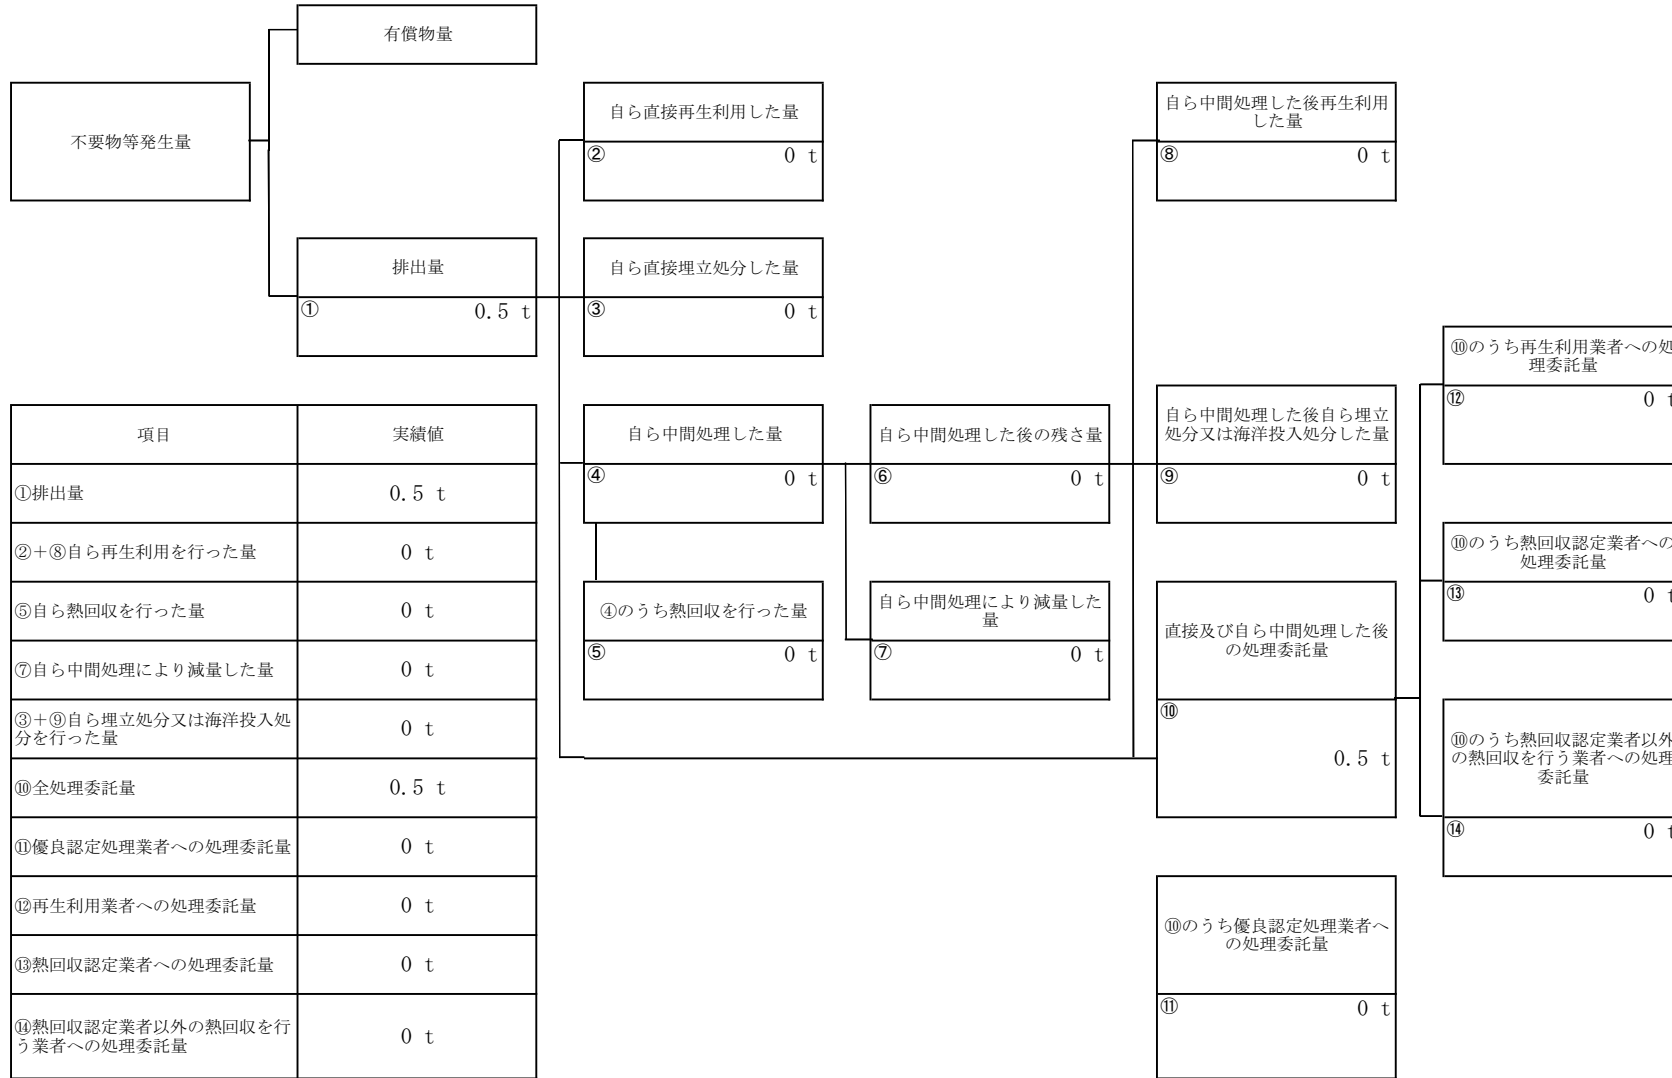 有償物量
不要物等発生量
自ら直接再生利用した量
② 0 t
自ら中間処理した後再生利用
した量
⑧ 0 t
排出量
① 0.5 t
自ら直接埋立処分した量
③ 0 t
⑩のうち再生利用業者への処
理委託量
⑫ 0 t
項目 実績値
①排出量 0.5 t
②＋⑧自ら再生利用を行った量 0 t
⑤自ら熱回収を行った量 0 t
⑦自ら中間処理により減量した量 0 t
③＋⑨自ら埋立処分又は海洋投入処
分を行った量 0 t
⑩全処理委託量 0.5 t
⑪優良認定処理業者への処理委託量 0 t
⑫再生利用業者への処理委託量 0 t
⑬熱回収認定業者への処理委託量 0 t
⑭熱回収認定業者以外の熱回収を行
う業者への処理委託量 0 t
自ら中間処理した量
④ 0 t
自ら中間処理した後の残さ量
⑥ 0 t
自ら中間処理した後自ら埋立
処分又は海洋投入処分した量
⑨ 0 t
④のうち熱回収を行った量
⑤ 0 t
自ら中間処理により減量した
量
⑦ 0 t
直接及び自ら中間処理した後
の処理委託量
⑩
0.5 t
⑩のうち熱回収認定業者への
処理委託量
⑬ 0 t
⑩のうち熱回収認定業者以外
の熱回収を行う業者への処理
委託量
⑭ 0 t
⑩のうち優良認定処理業者へ
の処理委託量
⑪ 0 t